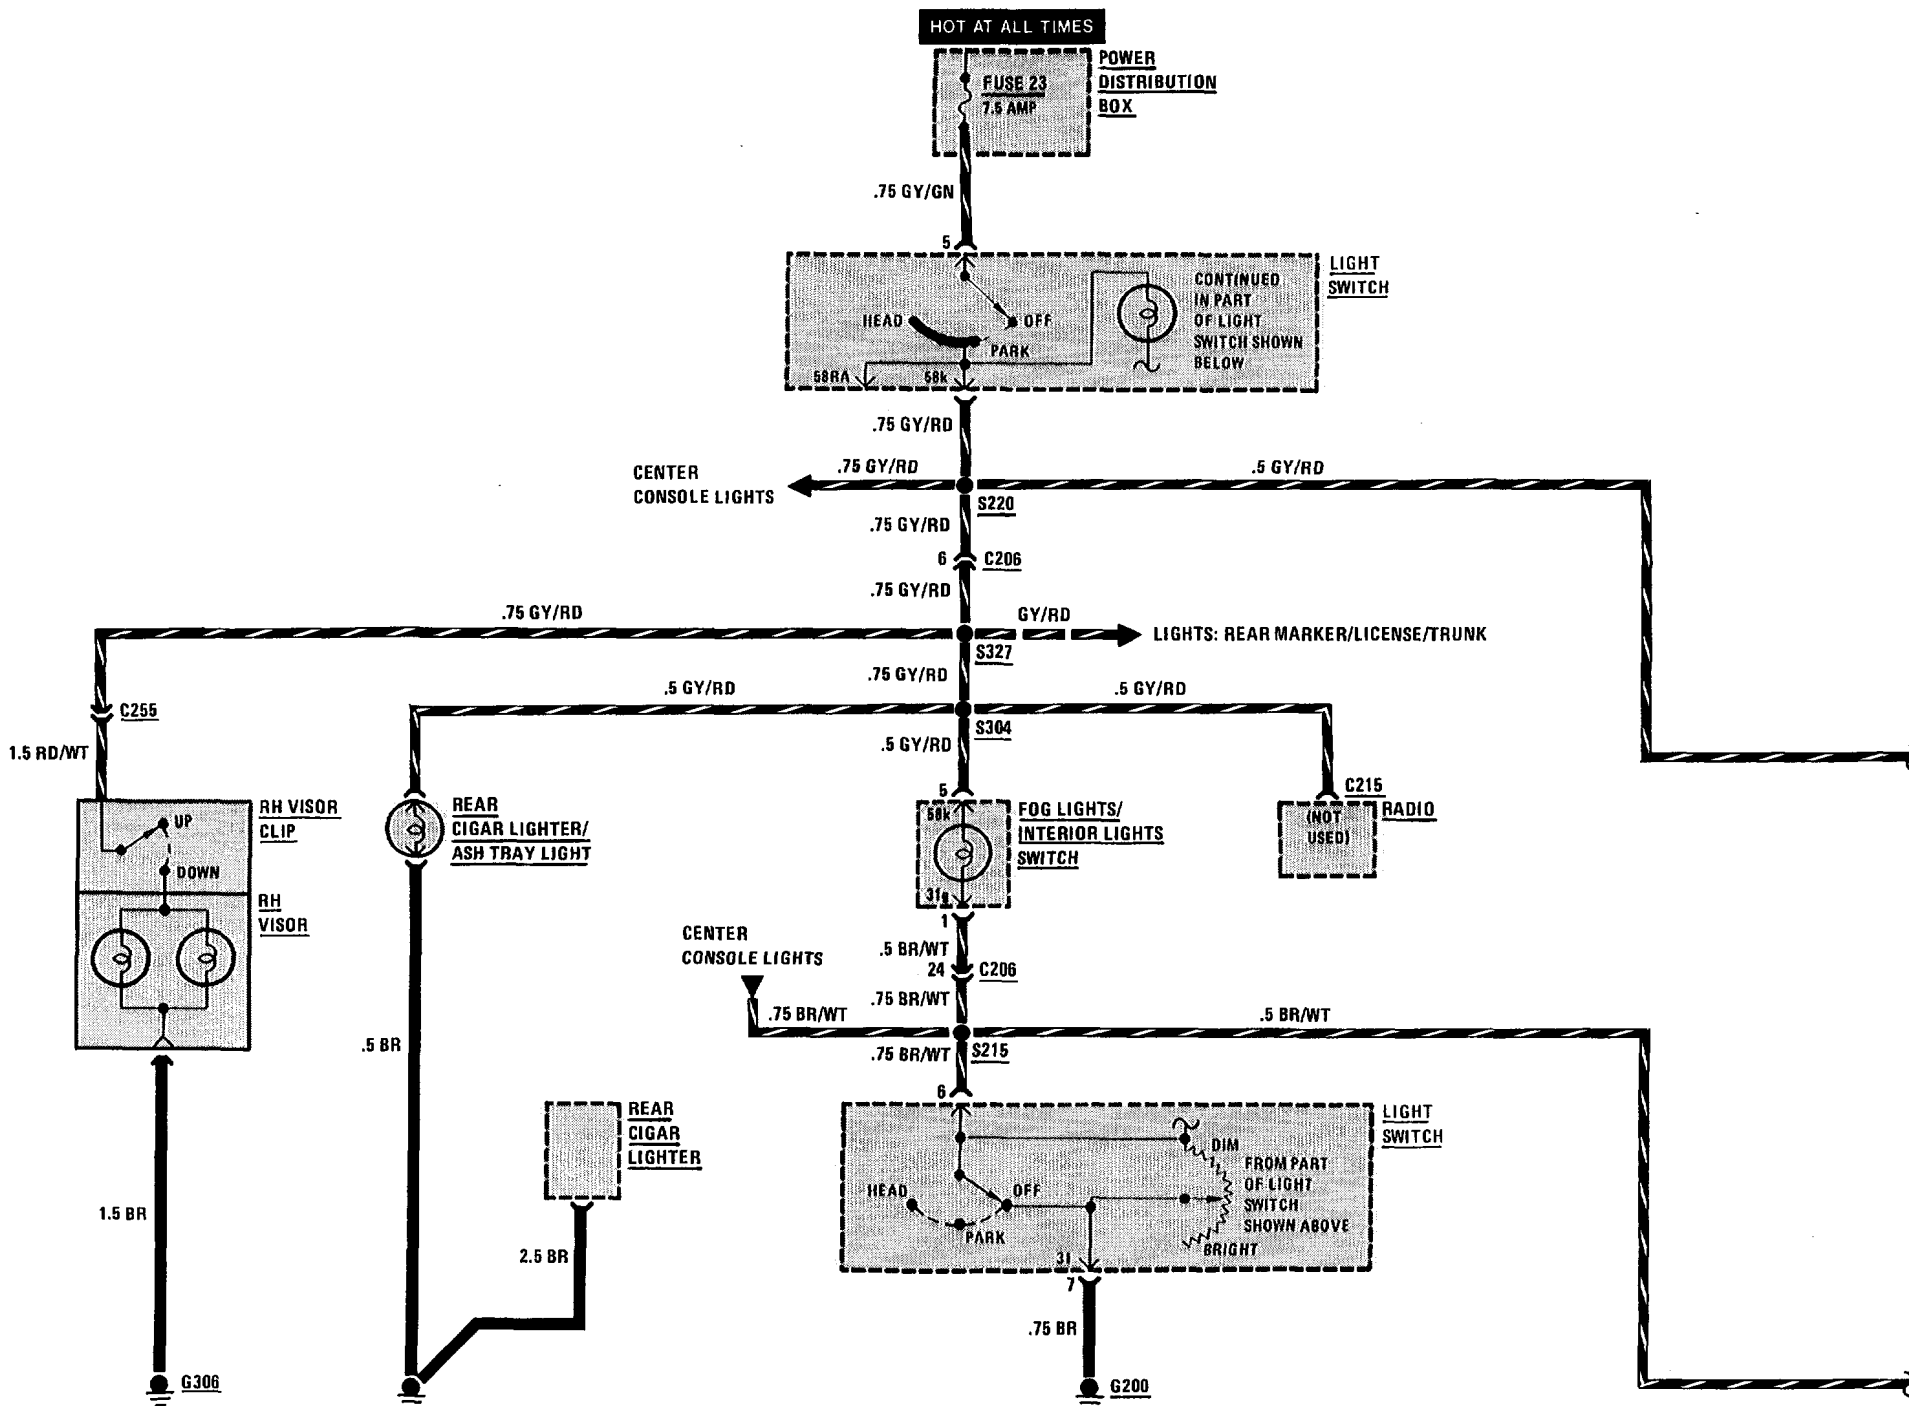 HOT AT ALL TIMES
POWER
DISTRIBUTION
BOX
FUSE 23
7.5 AMP
.75 GY/GN
5
LIGHT
SWITCH
CONTINUED
IN PART
OF LIGHT
SWITCH SHOWN
BELOW
HEAD
OFF
PARK
58RA
58k
.75 GY/RD
CENTER
CONSOLE LIGHTS
.75 GY/RD
.5 GY/RD
S220
.75 GY/RD
6
C206
.75 GY/RD
.75 GY/RD
GY/RD
LIGHTS: REAR MARKER/LICENSE/TRUNK
S327
.75 GY/RD
.5 GY/RD
.5 GY/RD
S304
C255
.5 GY/RD
1.5 RD/WT
5
C215
RH VISOR
CLIP
UP
DOWN
RH
VISOR
REAR
CIGAR LIGHTER/
ASH TRAY LIGHT
58k
31g
FOG LIGHTS/
INTERIOR LIGHTS
SWITCH
(NOT
USED)
RADIO
1
CENTER
CONSOLE LIGHTS
.5 BR/WT
24
C206
.75 BR/WT
.75 BR/WT
.5 BR/WT
S215
.75 BR/WT
.5 BR
6
REAR
CIGAR
LIGHTER
LIGHT
SWITCH
DIM
FROM PART
OF LIGHT
SWITCH
SHOWN ABOVE
HEAD
OFF
PARK
BRIGHT
31
7
1.5 BR
2.5 BR
.75 BR
G306
G200